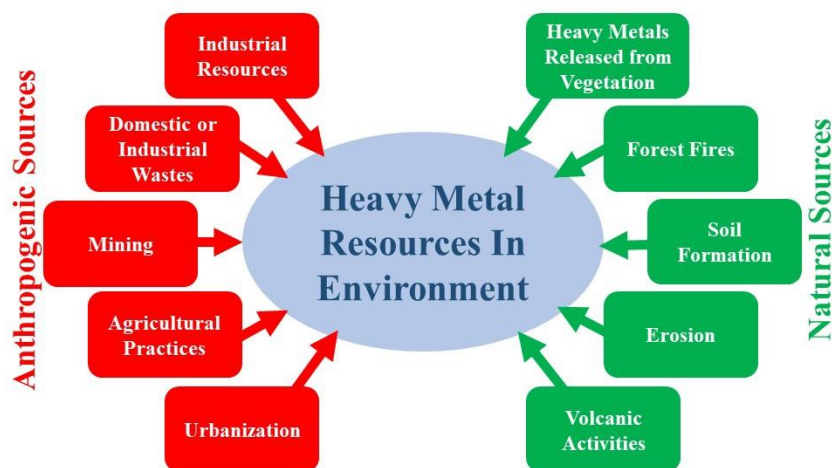 Anthropogenic Sources
Industrial
Resources
Domestic or
Industrial
Wastes
Mining
Agricultural
Practices
Urbanization
Heavy Metal
Resources In
Environment
Heavy Metals
Released from
Vegetation
Forest Fires
Soil
Formation
Erosion
Volcanic
Activities
Natural Sources